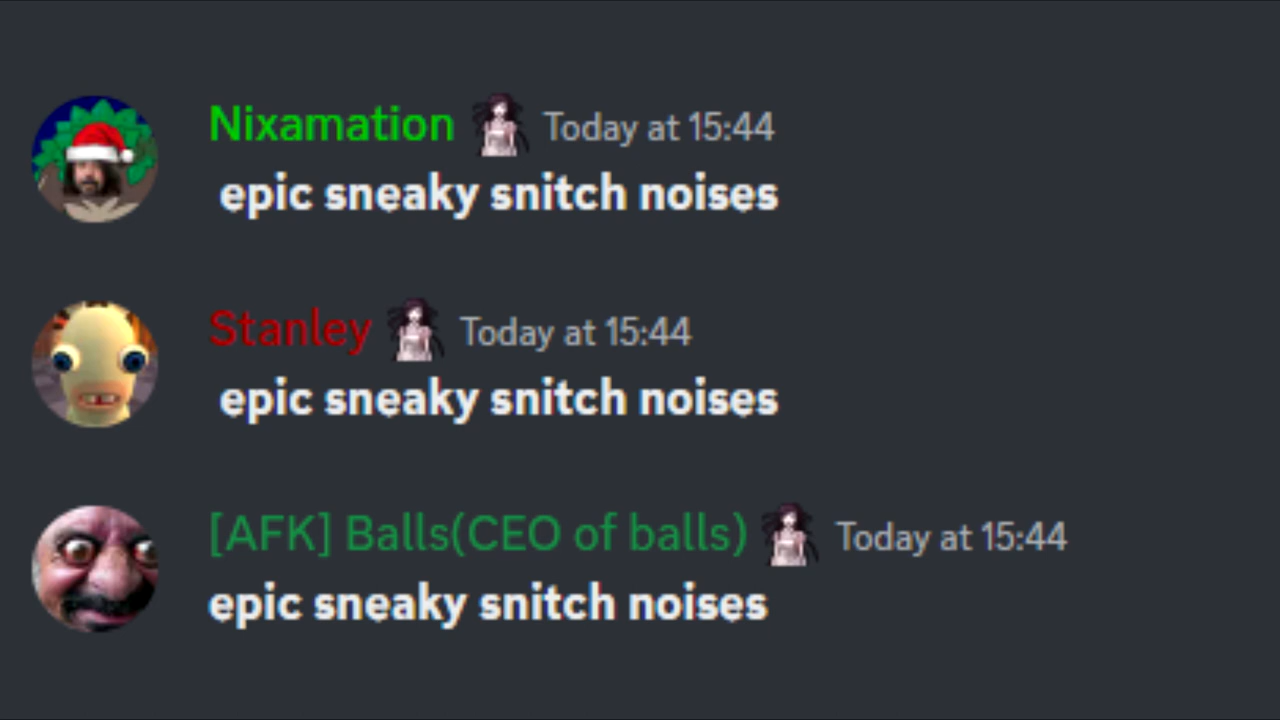 Nixamation Today at 15:44
epic sneaky snitch noises
Stanley Today at 15:44
epic sneaky snitch noises
[AFK] Balls(CEO of balls) Today at 15:44
epic sneaky snitch noises